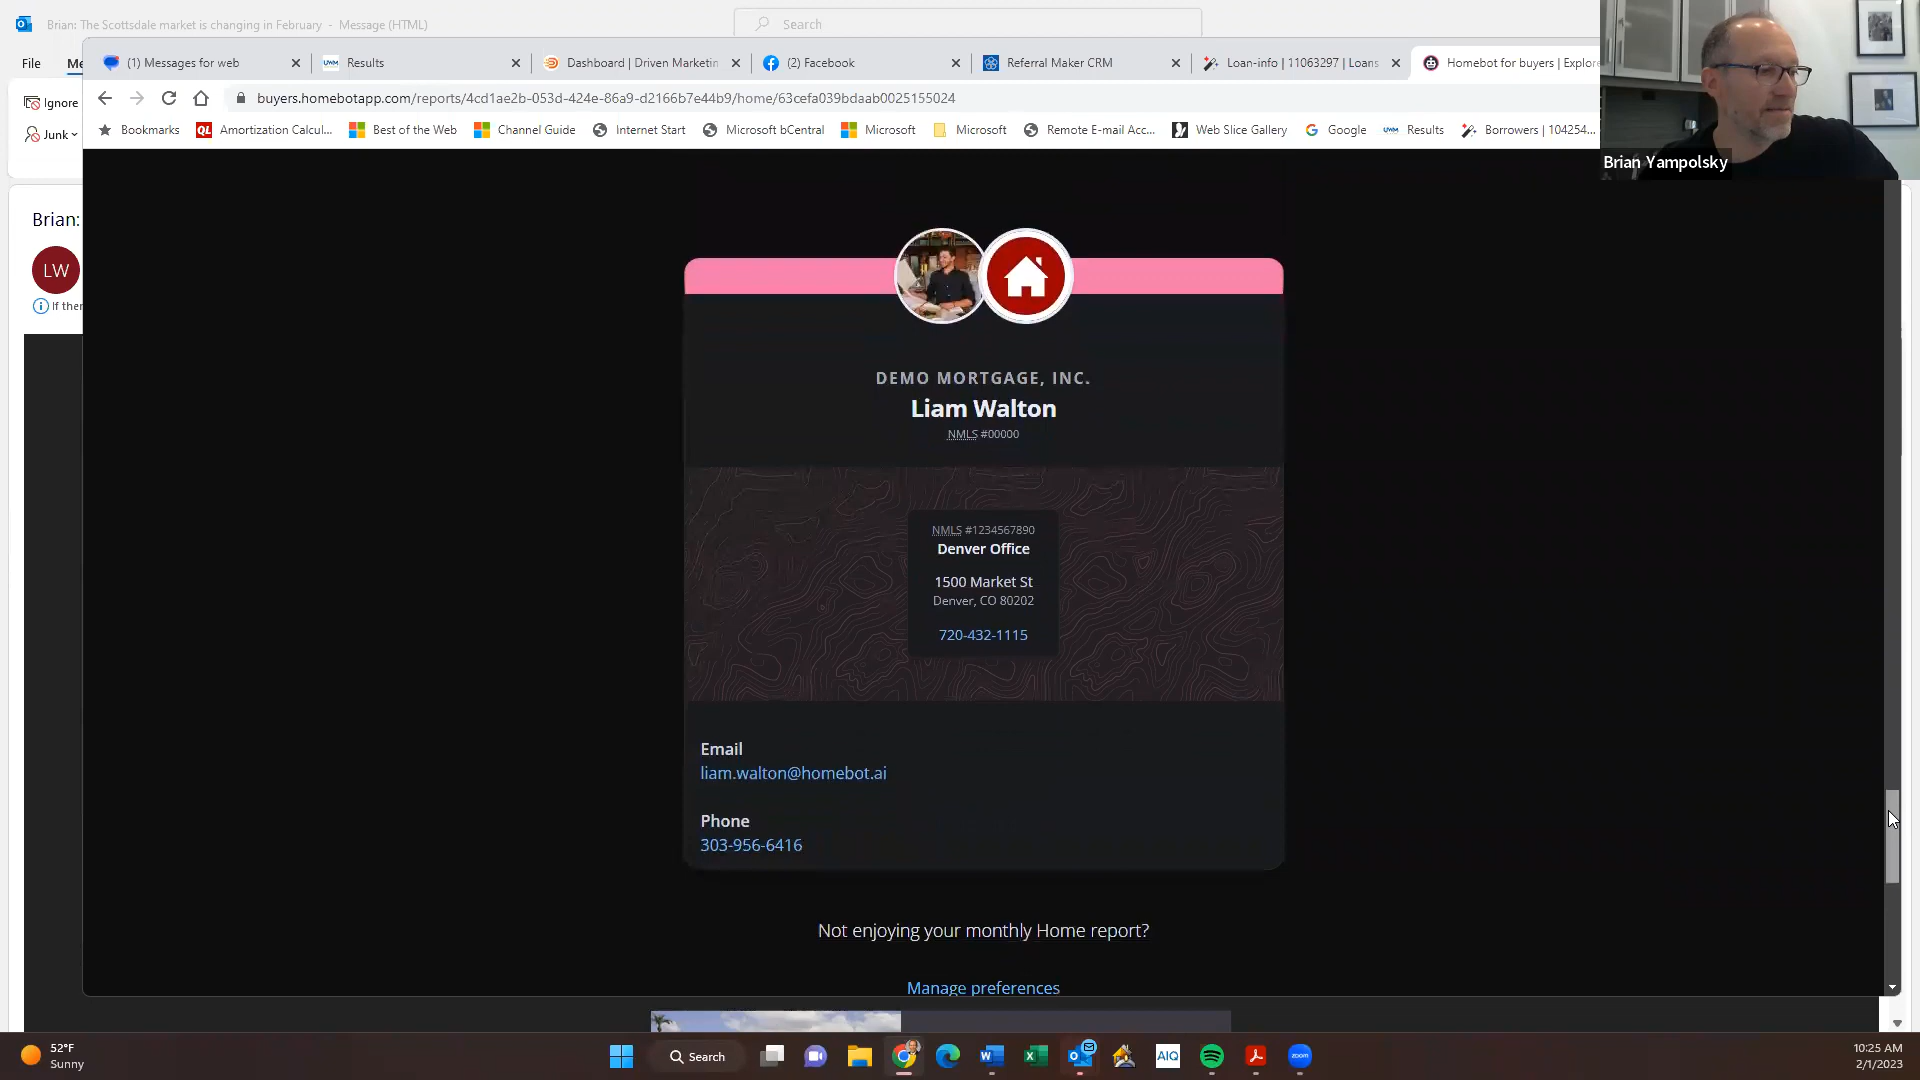 Brian: The Scottsdale market is changing in February - Message (HTML)
Search
File
Me
(1) Messages for web
Results
Dashboard | Driven Marketin
(2) Facebook
Referral Maker CRM
Loan-info | 11063297 | Loans
Homebot for buyers | Explore
Ignore
Junk
buyers.homebotapp.com/reports/4cd1ae2b-053d-424e-86a9-d2166b7e44b9/home/63cefa039bdaab0025155024
Bookmarks
QL
Amortization Calcul...
Best of the Web
Channel Guide
Internet Start
Microsoft bCentral
Microsoft
Microsoft
Remote E-mail Acc...
Web Slice Gallery
Google
UWM
Results
Borrowers | 104254...
Brian Yampolsky
Brian:
LW
If ther
DEMO MORTGAGE, INC.
Liam Walton
NMLS #00000
NMLS #1234567890
Denver Office
1500 Market St
Denver, CO 80202
720-432-1115
Email
liam.walton@homebot.ai
Phone
303-956-6416
Not enjoying your monthly Home report?
Manage preferences
52°F
Sunny
Search
AIQ
zoom
10:25 AM
2/1/2023